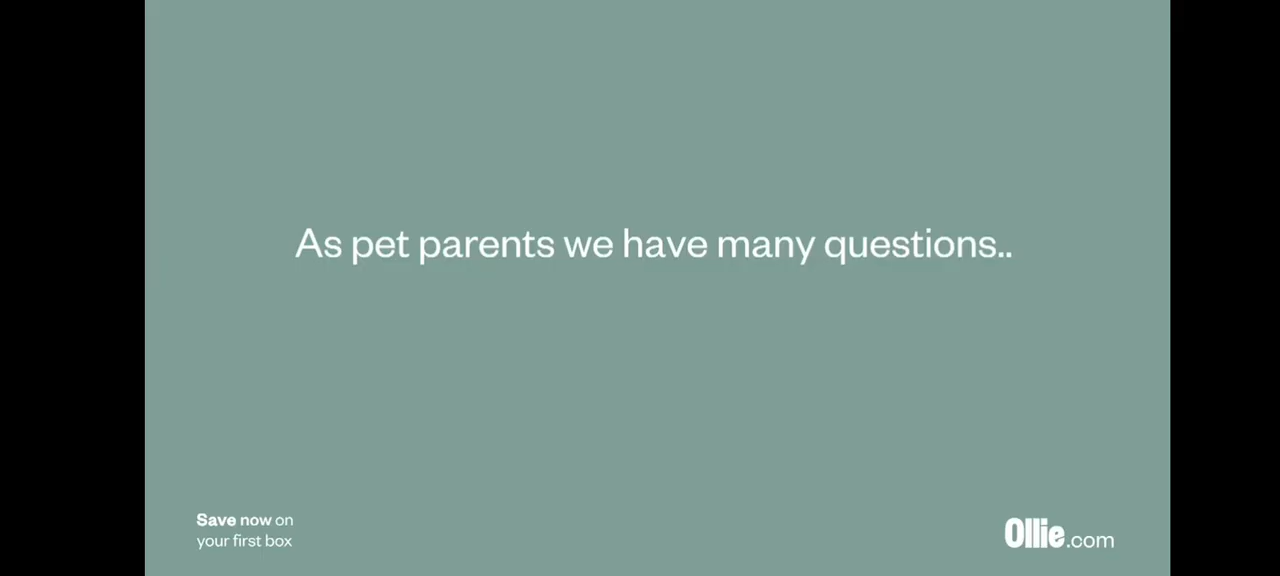 As pet parents we have many questions..
Save now on
your first box
Ollie.com